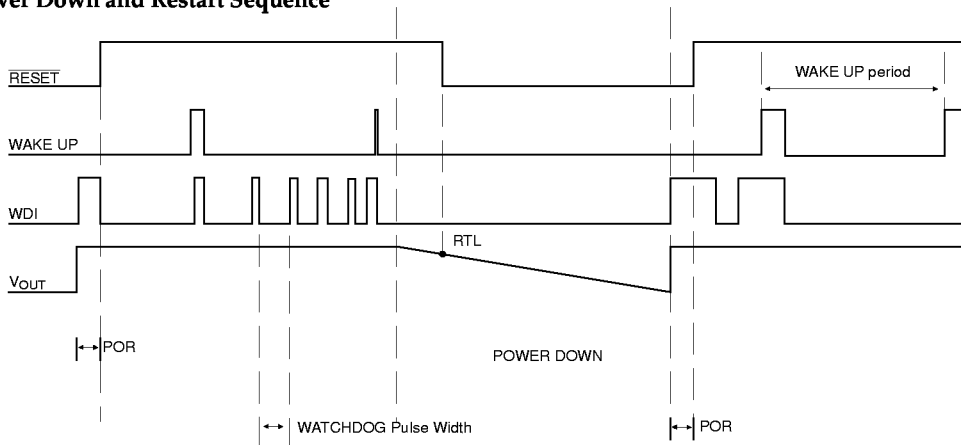 wer Down and Restart Sequence
RESET
WAKE UP period
WAKE UP
WDI
RTL
VOUT
POR
POWER DOWN
WATCHDOG Pulse Width
POR